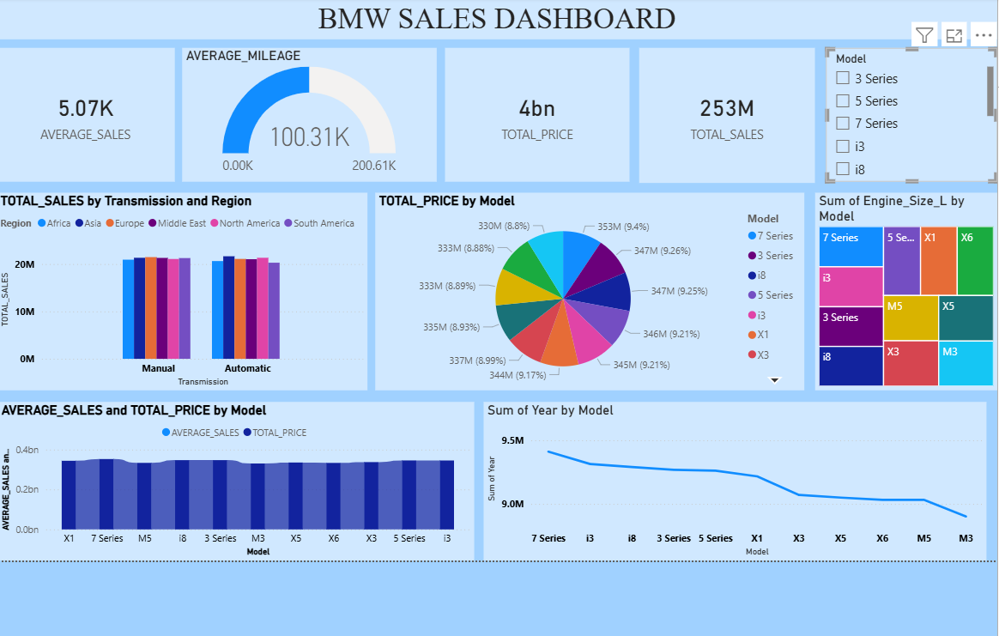 BMW SALES DASHBOARD
5.07K
AVERAGE_SALES
AVERAGE_MILEAGE
100.31K
0.00K
200.61K
4bn
TOTAL_PRICE
253M
TOTAL_SALES
Model
3 Series
5 Series
7 Series
i3
i8
TOTAL_SALES by Transmission and Region
Region Africa Asia Europe Middle East North America South America
TOTAL_SALES
20M
10M
0M
Manual Automatic
Transmission
TOTAL_PRICE by Model
353M (9.4%)
347M (9.26%)
347M (9.25%)
346M (9.21%)
345M (9.21%)
344M (9.17%)
337M (8.99%)
335M (8.93%)
333M (8.89%)
333M (8.88%)
330M (8.8%)
Model
7 Series
3 Series
i8
5 Series
i3
X1
X3
Sum of Engine_Size_L by
Model
7 Series
i3
3 Series
i8
5 Se...
X1
X6
M5
X5
X3
M3
AVERAGE_SALES and TOTAL_PRICE by Model
AVERAGE_SALES TOTAL_PRICE
AVERAGE_SALES an...
0.4bn
0.2bn
0.0bn
X1 7 Series M5 i8 3 Series M3 X5 X6 X3 5 Series i3
Model
Sum of Year by Model
Sum of Year
9.5M
9.0M
7 Series i3 i8 3 Series 5 Series X1 X3 X5 X6 M5 M3
Model